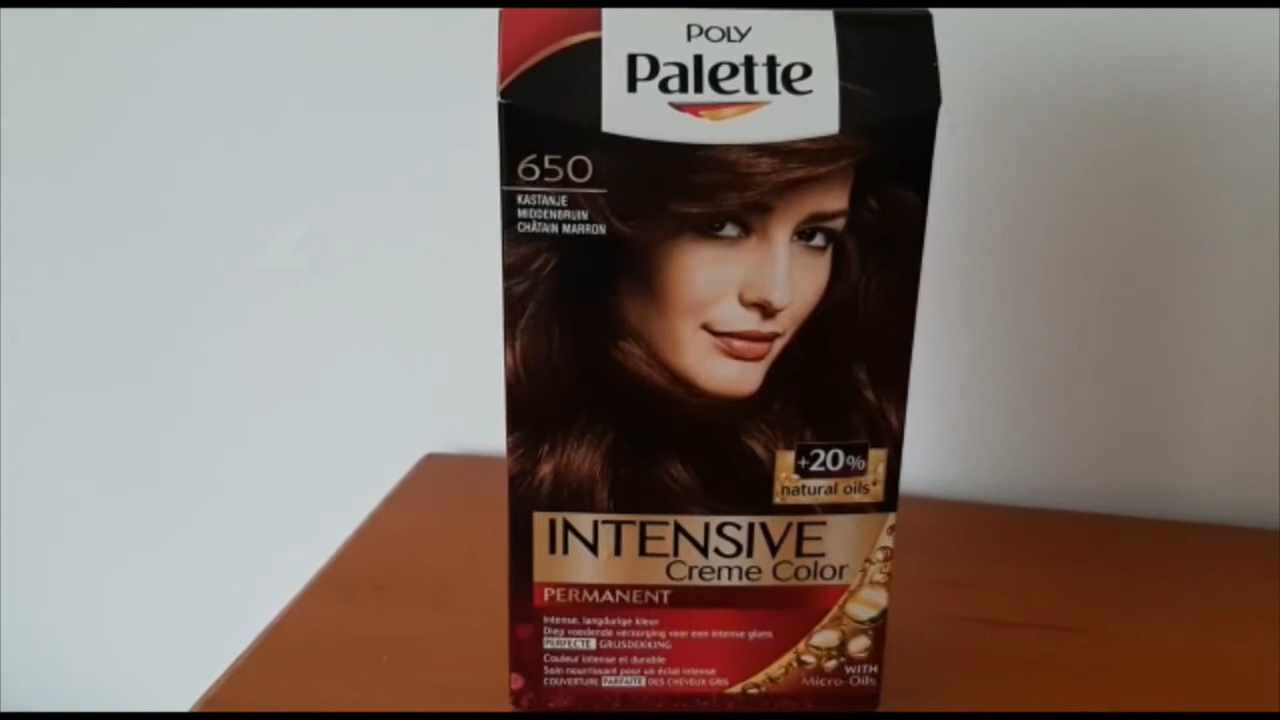 POLY
Palette
650
KASTANJE
MIDDENBRUIN
CHÂTAIN MARRON
+20%
natural oils*
INTENSIVE
Creme Color
PERMANENT
Intense, langdurige kleur
Diep voedende verzorging voor een intense glans
PERFECTE GRIJSDEKKING
Couleur intense et durable
Soin nourrissant pour un éclat intense
COUVERTURE PARFAITE DES CHEVEUX GRIS
WITH
Micro-Oils